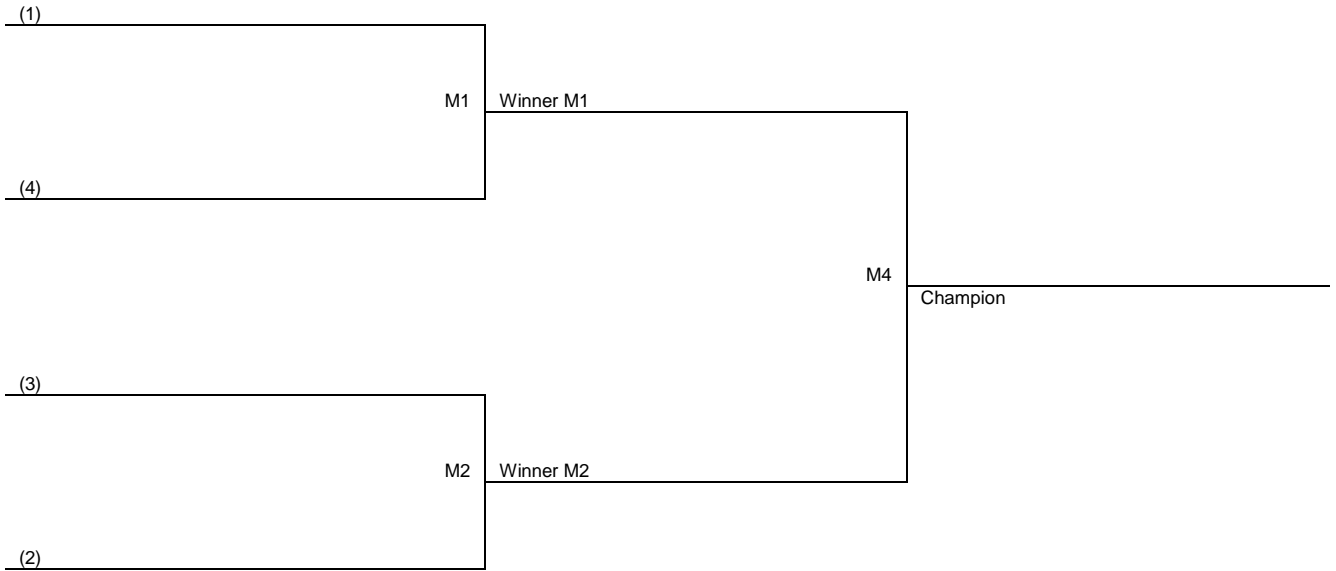 (1)
M1 Winner M1
(4)
M4
Champion
(3)
M2 Winner M2
(2)